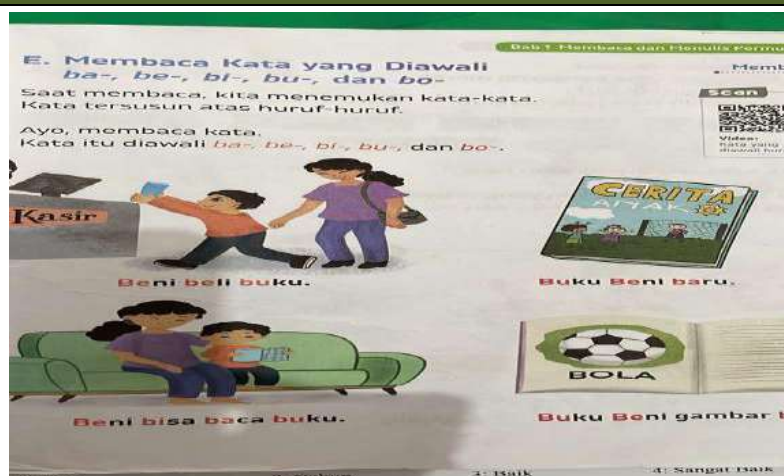 Bab 1 Membaca dan Menulis
E. Membaca Kata yang Diawali
ba-, be-, bi-, bu-, dan bo-
Saat membaca, kita menemukan kata-kata.
Kata tersusun atas huruf-huruf.
Ayo, membaca kata.
Kata itu diawali ba-, be-, bi-, bu-, dan bo-.
scan
Video:
Kata yang
diawali
Kasir
CERITA
ANAK
Beni beli buku.
Buku Beni baru.
BOLA
Beni bisa baca buku.
Buku Beni gambar
3: Baik
4: Sangat Baik